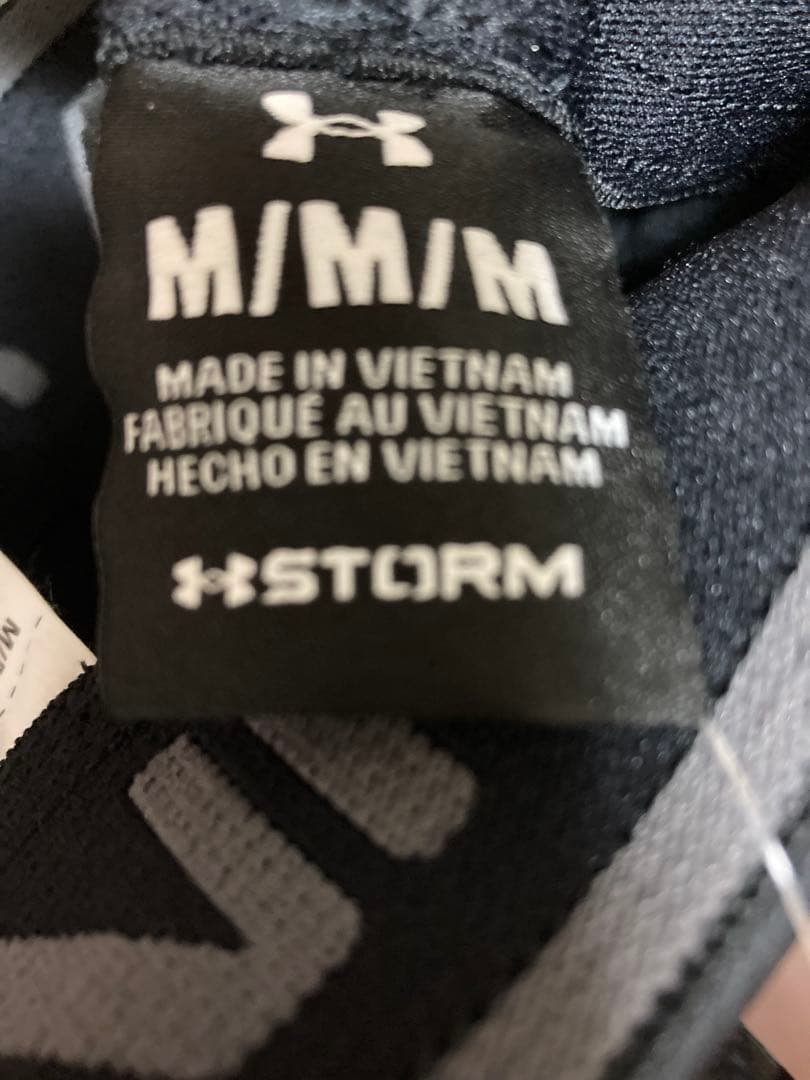 M/M/M
MADE IN VIETNAM
FABRIQUÉ AU VIETNAM
HECHO EN VIETNAM
STORM